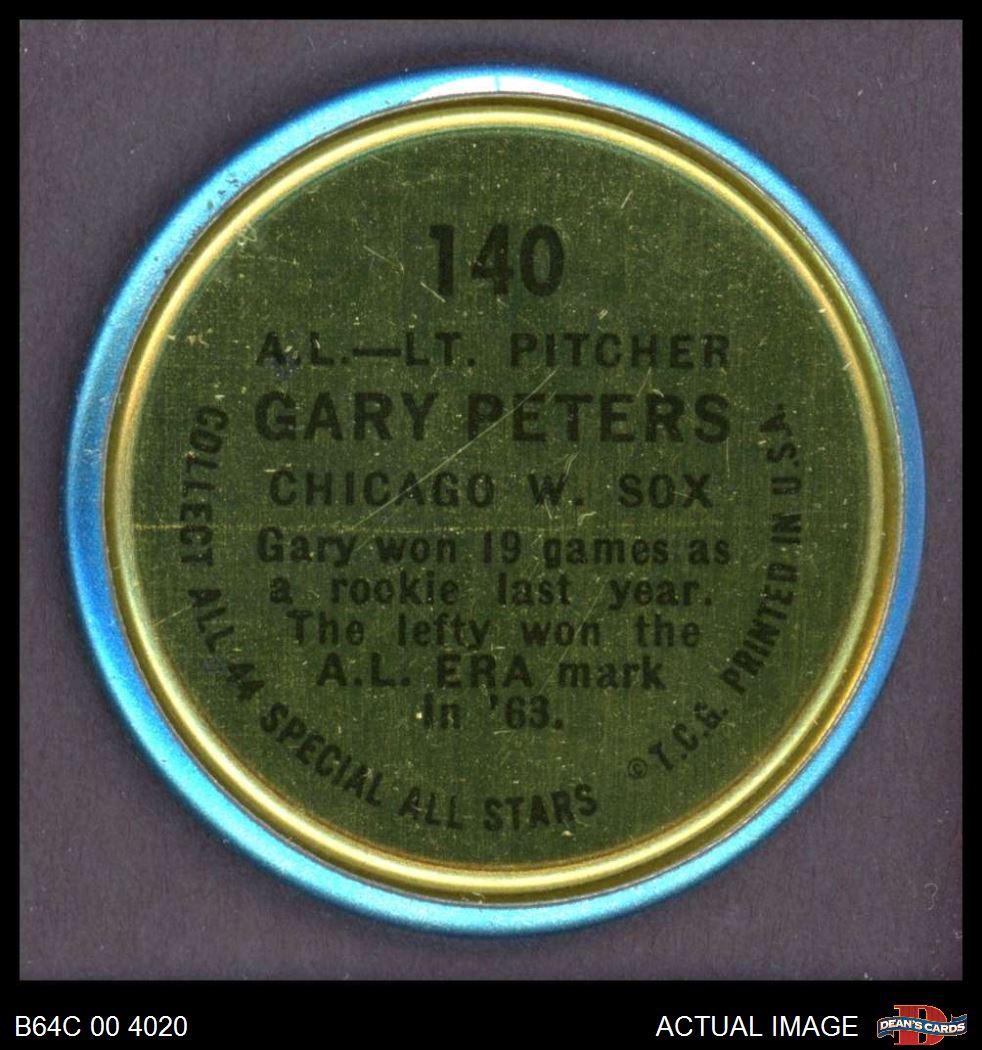 140
A.L.—LT. PITCHER
GARY PETERS
CHICAGO W. SOX
Gary won 19 games as
a rookie last year.
The lefty won the
A.L. ERA mark
in '63.
COLLECT ALL 44 SPECIAL ALL STARS
© T.C.G. PRINTED IN U.S.A.
B64C 00 4020
ACTUAL IMAGE
D
DEAN'S CARDS